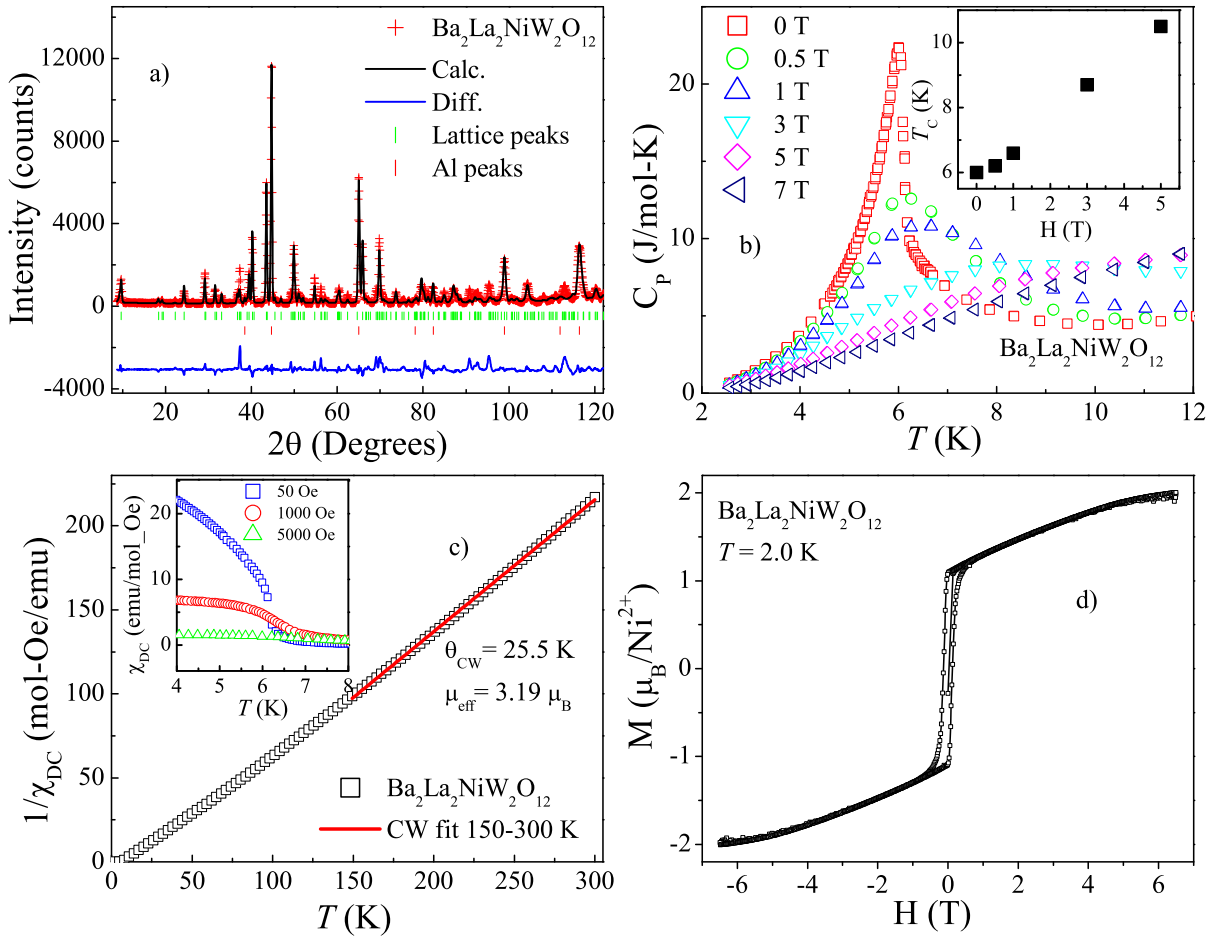 a)
Ba2La2NiW2O12
Calc.
Diff.
Lattice peaks
Al peaks
12000
8000
4000
0
-4000
Intensity (counts)
20 40 60 80 100 120
2θ (Degrees)
b)
0 T
0.5 T
1 T
3 T
5 T
7 T
20
10
0
CP (J/mol-K)
2 4 6 8 10 12
T (K)
Ba2La2NiW2O12
10
8
6
TC (K)
0 1 2 3 4 5
H (T)
c)
200
175
150
125
100
75
50
25
0
1/χDC (mol-Oe/emu)
0 50 100 150 200 250 300
T (K)
θCW = 25.5 K
μeff= 3.19 μB
Ba2La2NiW2O12
CW fit 150-300 K
50 Oe
1000 Oe
5000 Oe
20
10
0
χDC (emu/mol_Oe)
4 5 6 7 8
T (K)
Ba2La2NiW2O12
T = 2.0 K
d)
2
1
0
-1
-2
M (μB/Ni2+)
-6 -4 -2 0 2 4 6
H (T)